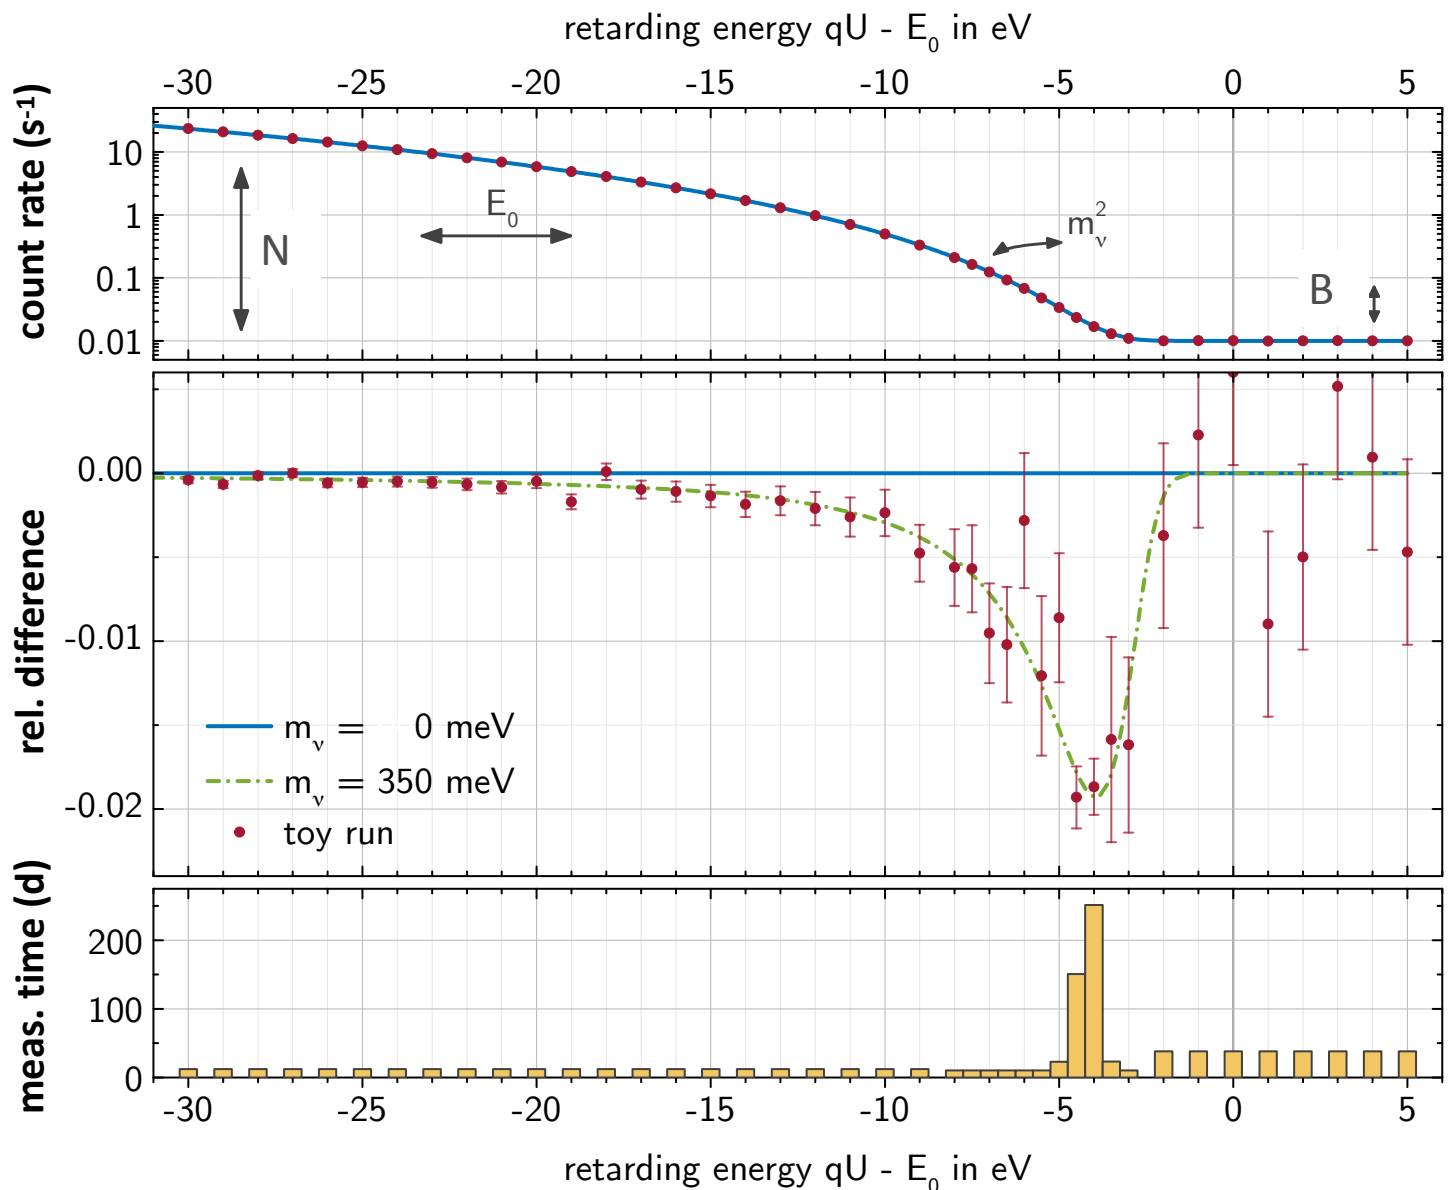 retarding energy qU - E₀ in eV
-30 -25 -20 -15 -10 -5 0 5
count rate (s⁻¹)
10
1
0.1
0.01
N
E₀
m²ᵥ
B
rel. difference
0.00
-0.01
-0.02
mᵥ = 0 meV
mᵥ = 350 meV
toy run
meas. time (d)
200
100
0
-30 -25 -20 -15 -10 -5 0 5
retarding energy qU - E₀ in eV